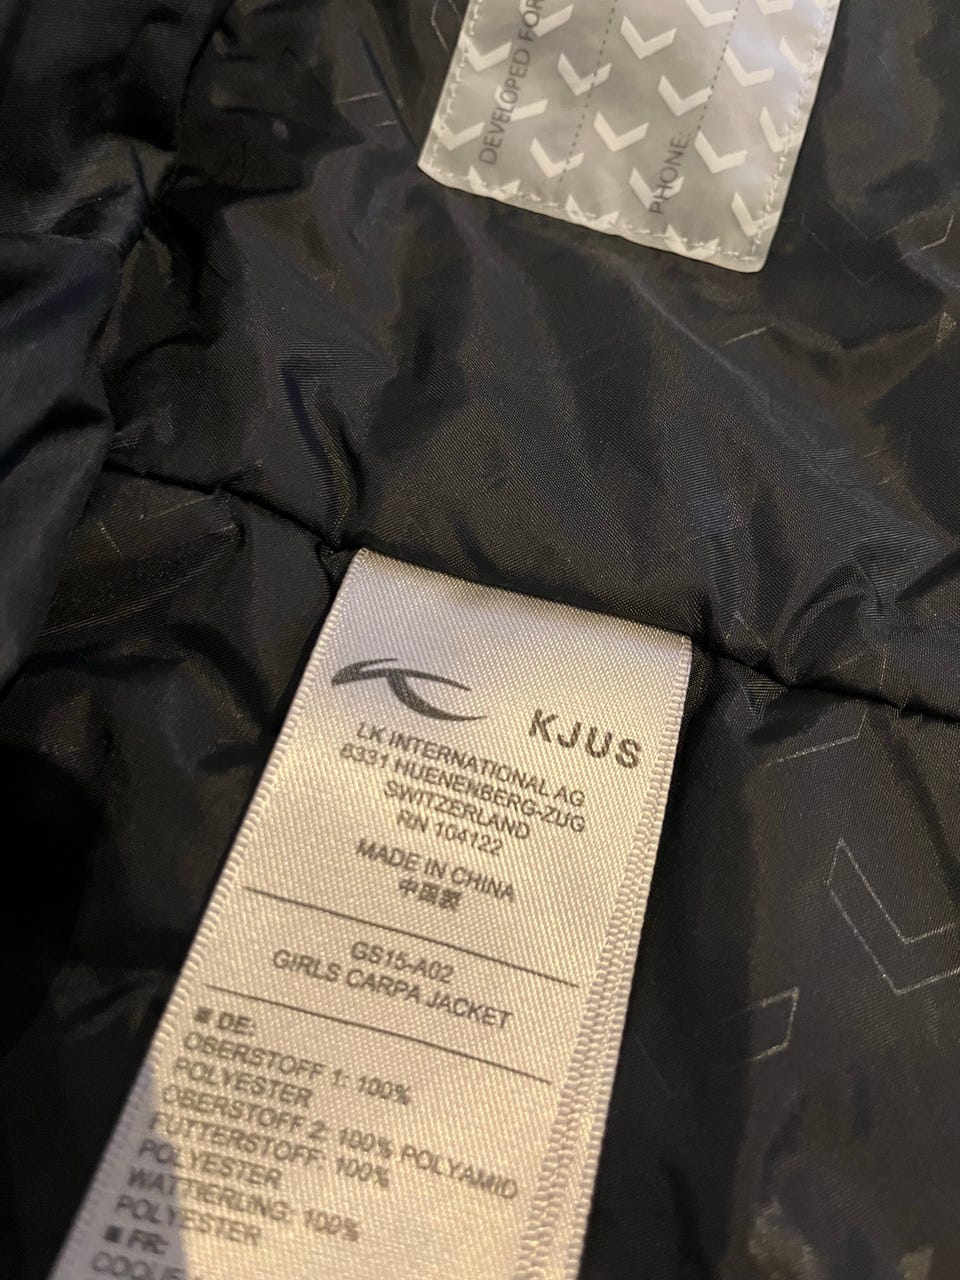 DEVELOPED FOR
PHONE:
KJUS
LK INTERNATIONAL AG
6331 HUENENBERG-ZUG
SWITZERLAND
RN 104122
MADE IN CHINA
中国製
GS15-A02
GIRLS CARPA JACKET
DE:
OBERSTOFF 1: 100%
POLYESTER
OBERSTOFF 2: 100% POLYAMID
FUTTERSTOFF: 100%
POLYESTER
WATTIERUNG: 100%
POLYESTER
FR: